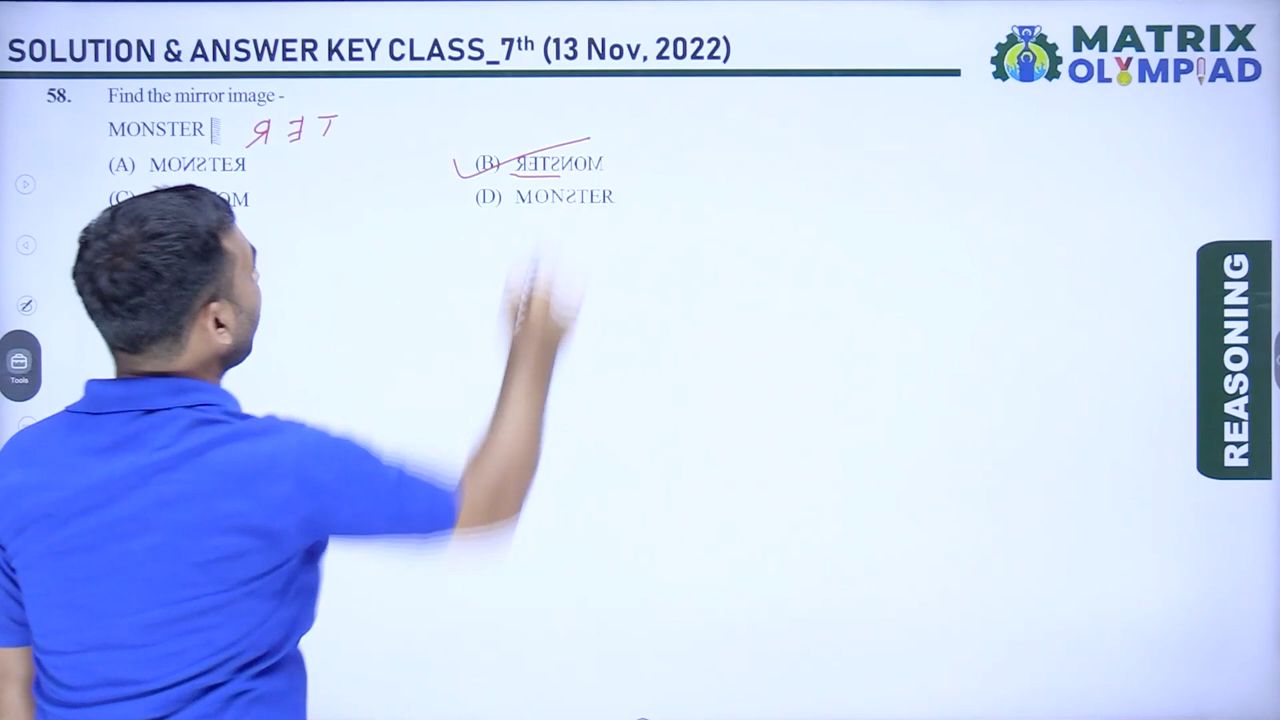 SOLUTION & ANSWER KEY CLASS_7th (13 Nov, 2022)
MATRIX
OLYMPIAD
58. Find the mirror image -
MONSTER ЯƎT
(A) MOИƧTEЯ (B) ЯƎTƧИOM
(C) OM (D) MONƧTER
Tools
REASONING